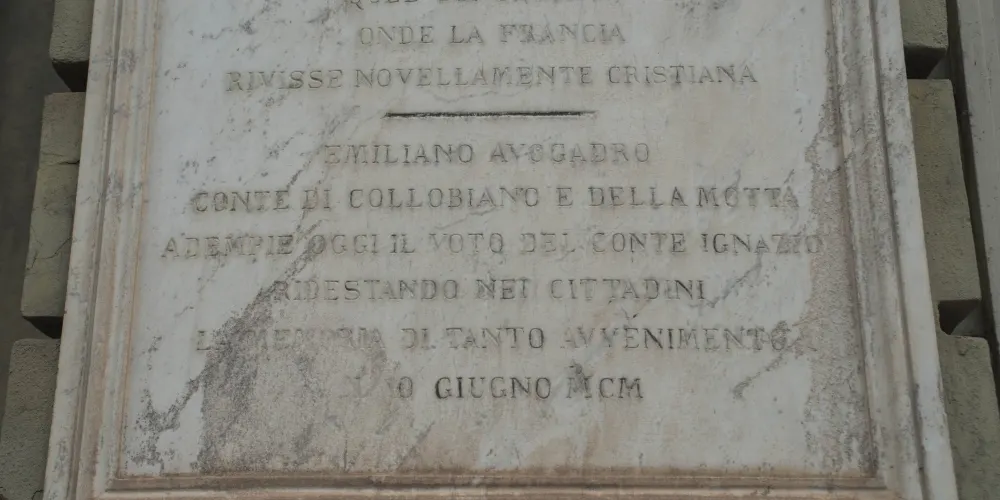 ONDE LA FRANCIA
RIVISSE NOVELLAMENTE CRISTIANA
EMILIANO AVOGADRO
CONTE DI COLLOBIANO E DELLA MOTTA
ADEMPIE OGGI IL VOTO DEL CONTE IGNAZIO
RIDESTANDO NEI CITTADINI
LA MEMORIA DI TANTO AVVENIMENTO
GIUGNO MCM